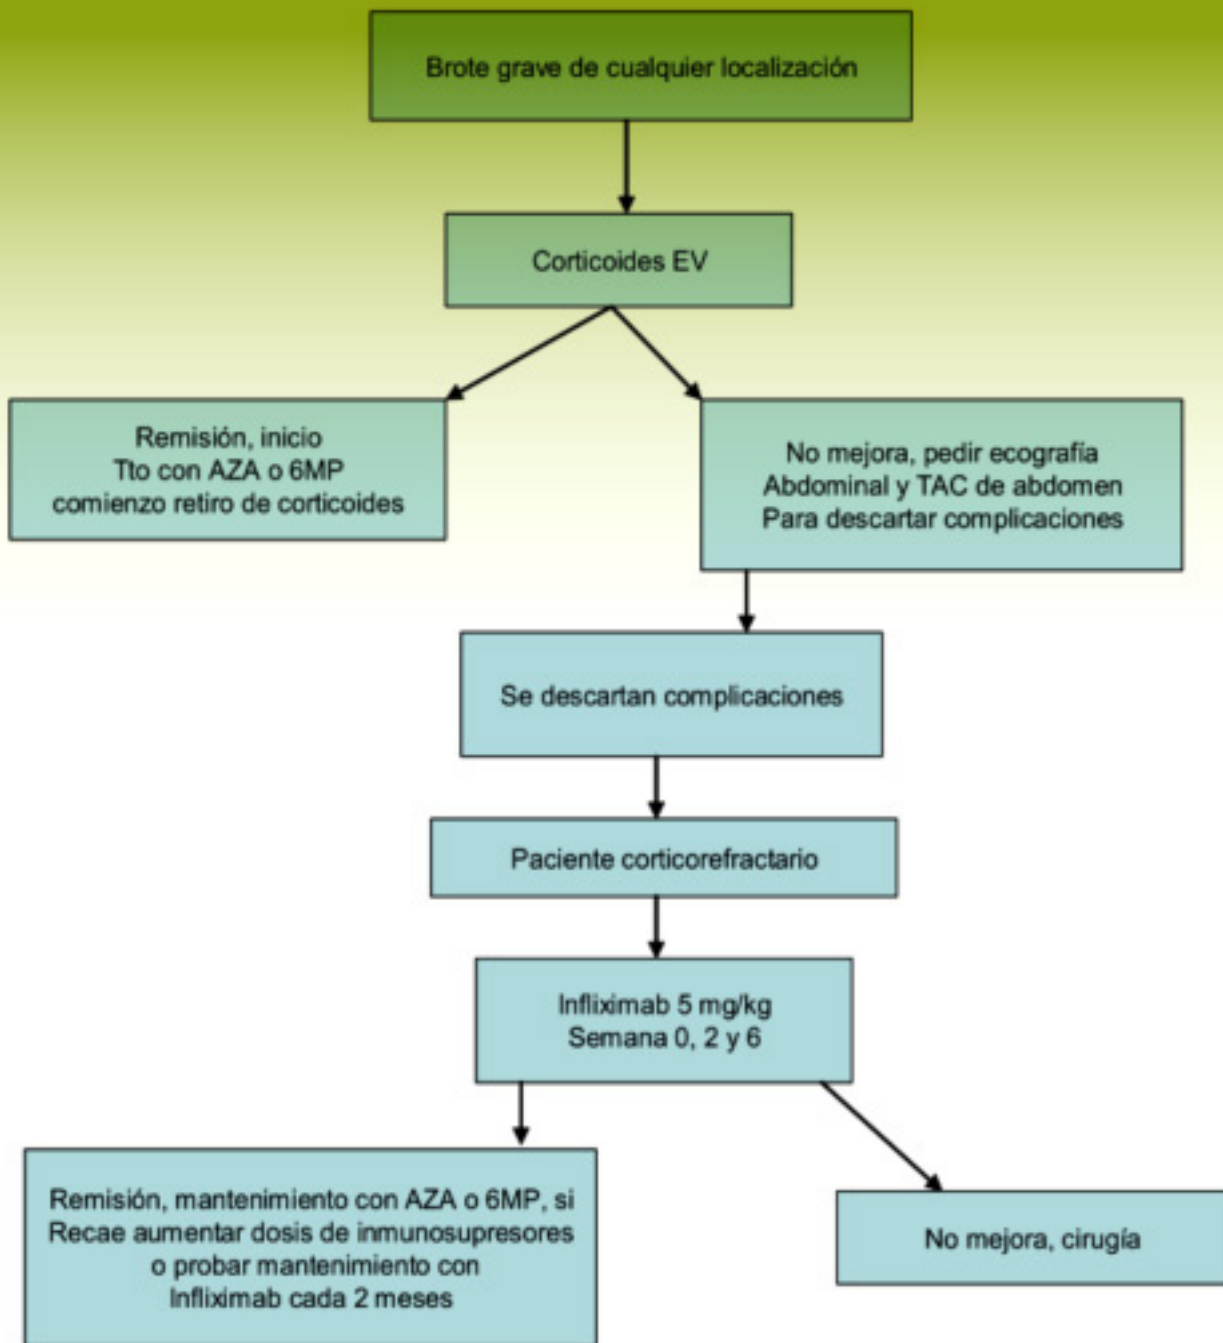 Brote grave de cualquier localización
Corticoides EV
Remisión, inicio
Tto con AZA o 6MP
comienzo retiro de corticoides
No mejora, pedir ecografía
Abdominal y TAC de abdomen
Para descartar complicaciones
Se descartan complicaciones
Paciente corticorefractario
Infliximab 5 mg/kg
Semana 0, 2 y 6
Remisión, mantenimiento con AZA o 6MP, si
Recae aumentar dosis de inmunosupresores
o probar mantenimiento con
Infliximab cada 2 meses
No mejora, cirugía